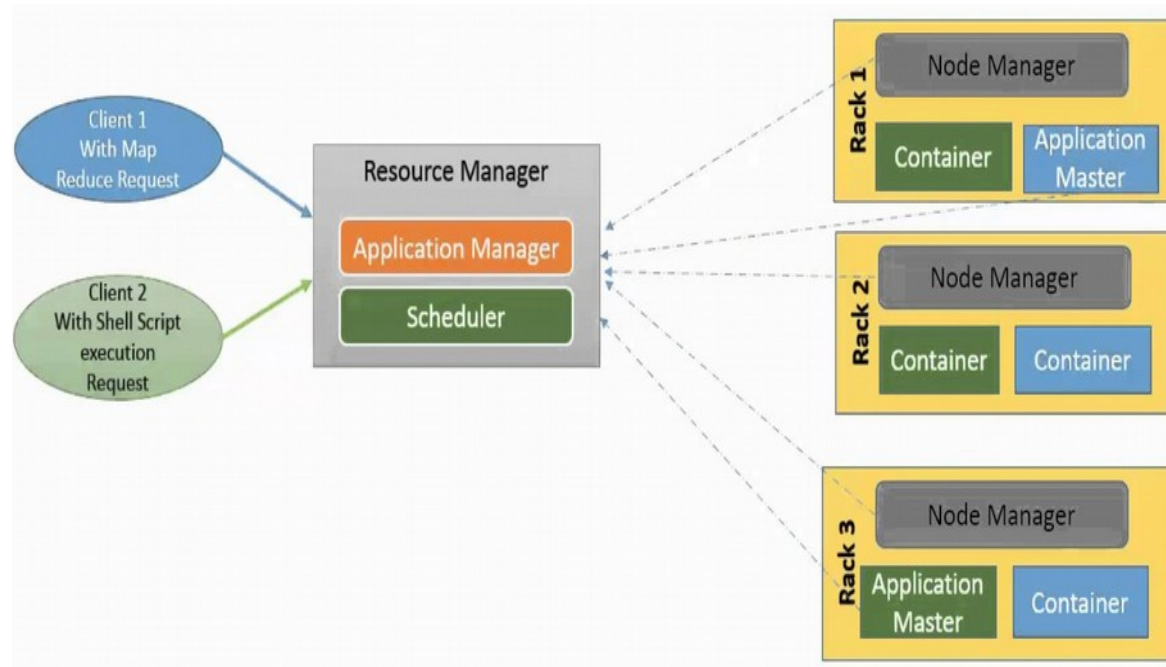 Client 1
With Map
Reduce Request
Client 2
With Shell Script
execution
Request
Resource Manager
Application Manager
Scheduler
Rack 1
Node Manager
Container
Application
Master
Rack 2
Node Manager
Container
Container
Rack 3
Node Manager
Application
Master
Container